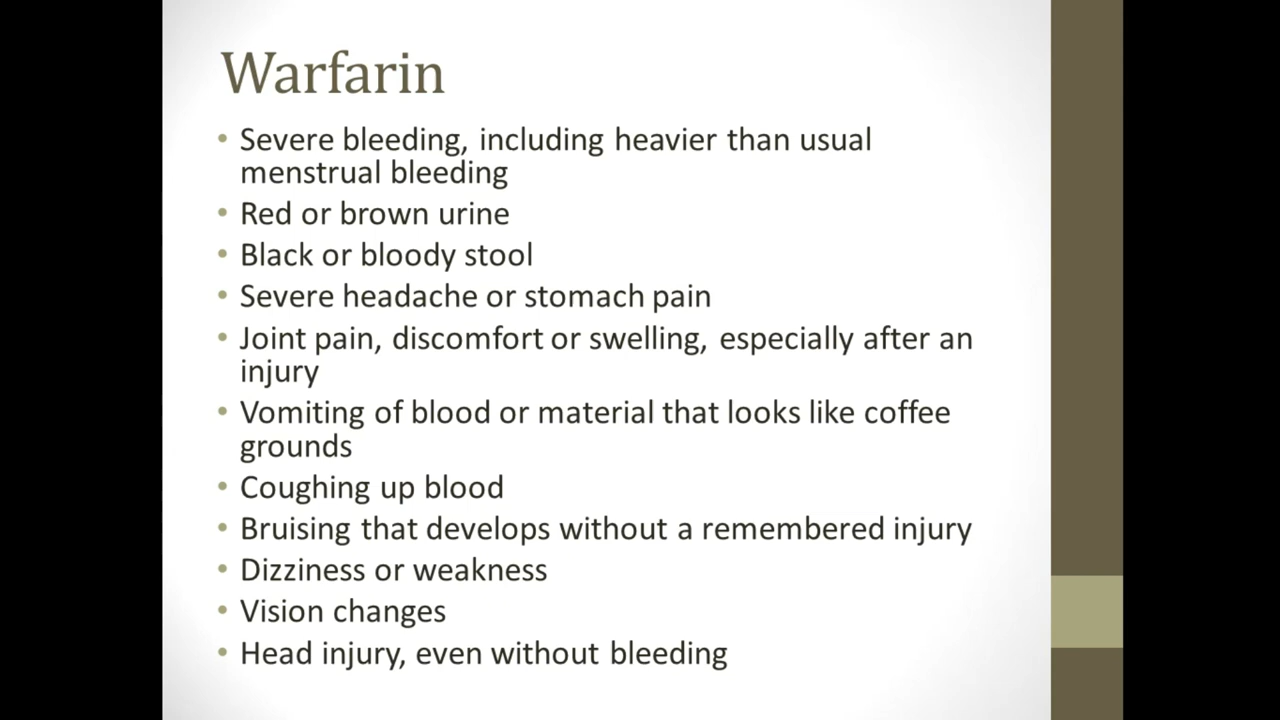 Warfarin
• Severe bleeding, including heavier than usual
menstrual bleeding
• Red or brown urine
• Black or bloody stool
• Severe headache or stomach pain
• Joint pain, discomfort or swelling, especially after an
injury
• Vomiting of blood or material that looks like coffee
grounds
• Coughing up blood
• Bruising that develops without a remembered injury
• Dizziness or weakness
• Vision changes
• Head injury, even without bleeding